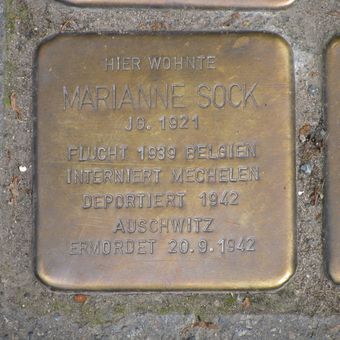 HIER WOHNTE
MARIANNE SOCK
JG. 1921
FLUCHT 1939 BELGIEN
INTERNIERT MECHELEN
DEPORTIERT 1942
AUSCHWITZ
ERMORDET 20.9.1942